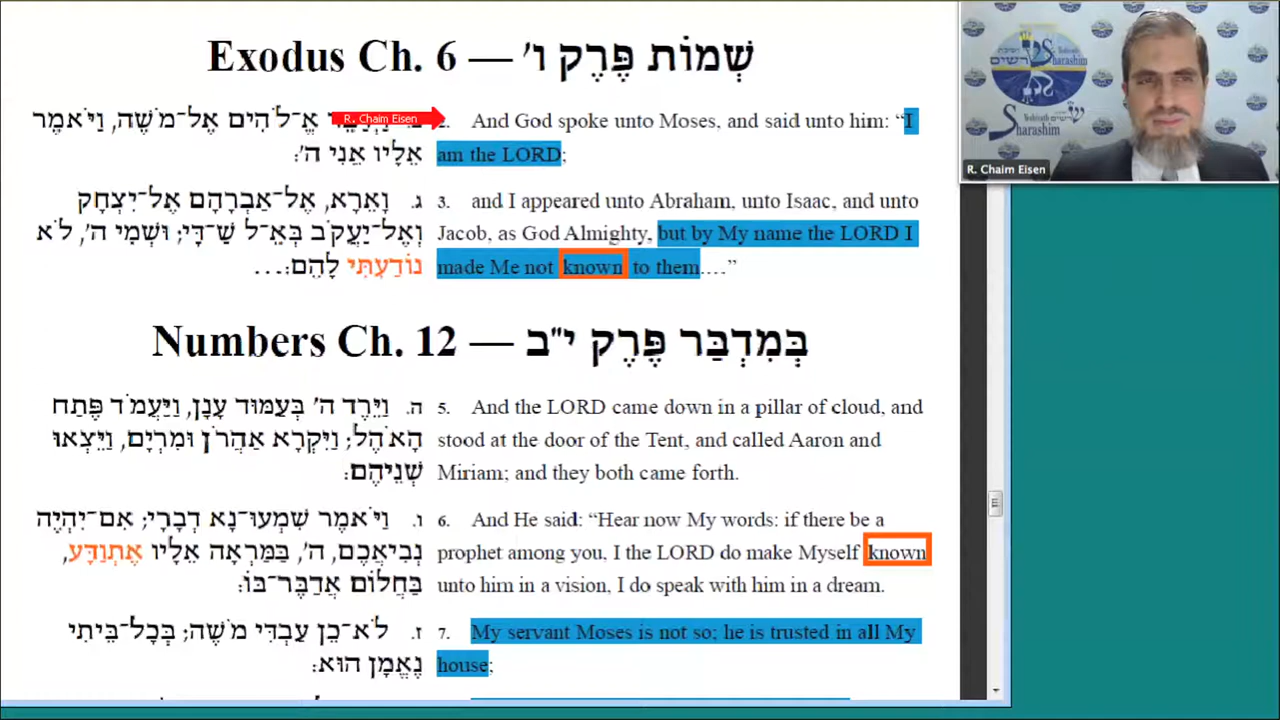 Exodus Ch. 6 — שְׁמוֹת פֶּרֶק ו׳
אֱ־לֹהִים אֶל־מֹשֶׁה, וַיֹּאמֶר
אֵלָיו אֲנִי ה׳:
R. Chaim Eisen
And God spoke unto Moses, and said unto him: “I
am the LORD;
ג. וָאֵרָא, אֶל־אַבְרָהָם אֶל־יִצְחָק
וְאֶל־יַעֲקֹב בְּאֵ־ל שַׁ־דָּי; וּשְׁמִי ה׳, לֹא
נוֹדַעְתִּי לָהֶם:...
3. and I appeared unto Abraham, unto Isaac, and unto
Jacob, as God Almighty, but by My name the LORD I
made Me not known to them....”
Numbers Ch. 12 — בְּמִדְבַּר פֶּרֶק י״ב
ה. וַיֵּרֶד ה׳ בְּעַמּוּד עָנָן, וַיַּעֲמֹד פֶּתַח
הָאֹהֶל; וַיִּקְרָא אַהֲרֹן וּמִרְיָם, וַיֵּצְאוּ
שְׁנֵיהֶם:
5. And the LORD came down in a pillar of cloud, and
stood at the door of the Tent, and called Aaron and
Miriam; and they both came forth.
ו. וַיֹּאמֶר שִׁמְעוּ־נָא דְבָרָי; אִם־יִהְיֶה
נְבִיאֲכֶם, ה׳, בַּמַּרְאָה אֵלָיו אֶתְוַדָּע,
בַּחֲלוֹם אֲדַבֶּר־בּוֹ:
6. And He said: “Hear now My words: if there be a
prophet among you, I the LORD do make Myself known
unto him in a vision, I do speak with him in a dream.
ז. לֹא־כֵן עַבְדִּי מֹשֶׁה; בְּכָל־בֵּיתִי
נֶאֱמָן הוּא:
7. My servant Moses is not so; he is trusted in all My
house;
Yeshivath
Sharashim
Yeshivath
Sharashim
R. Chaim Eisen